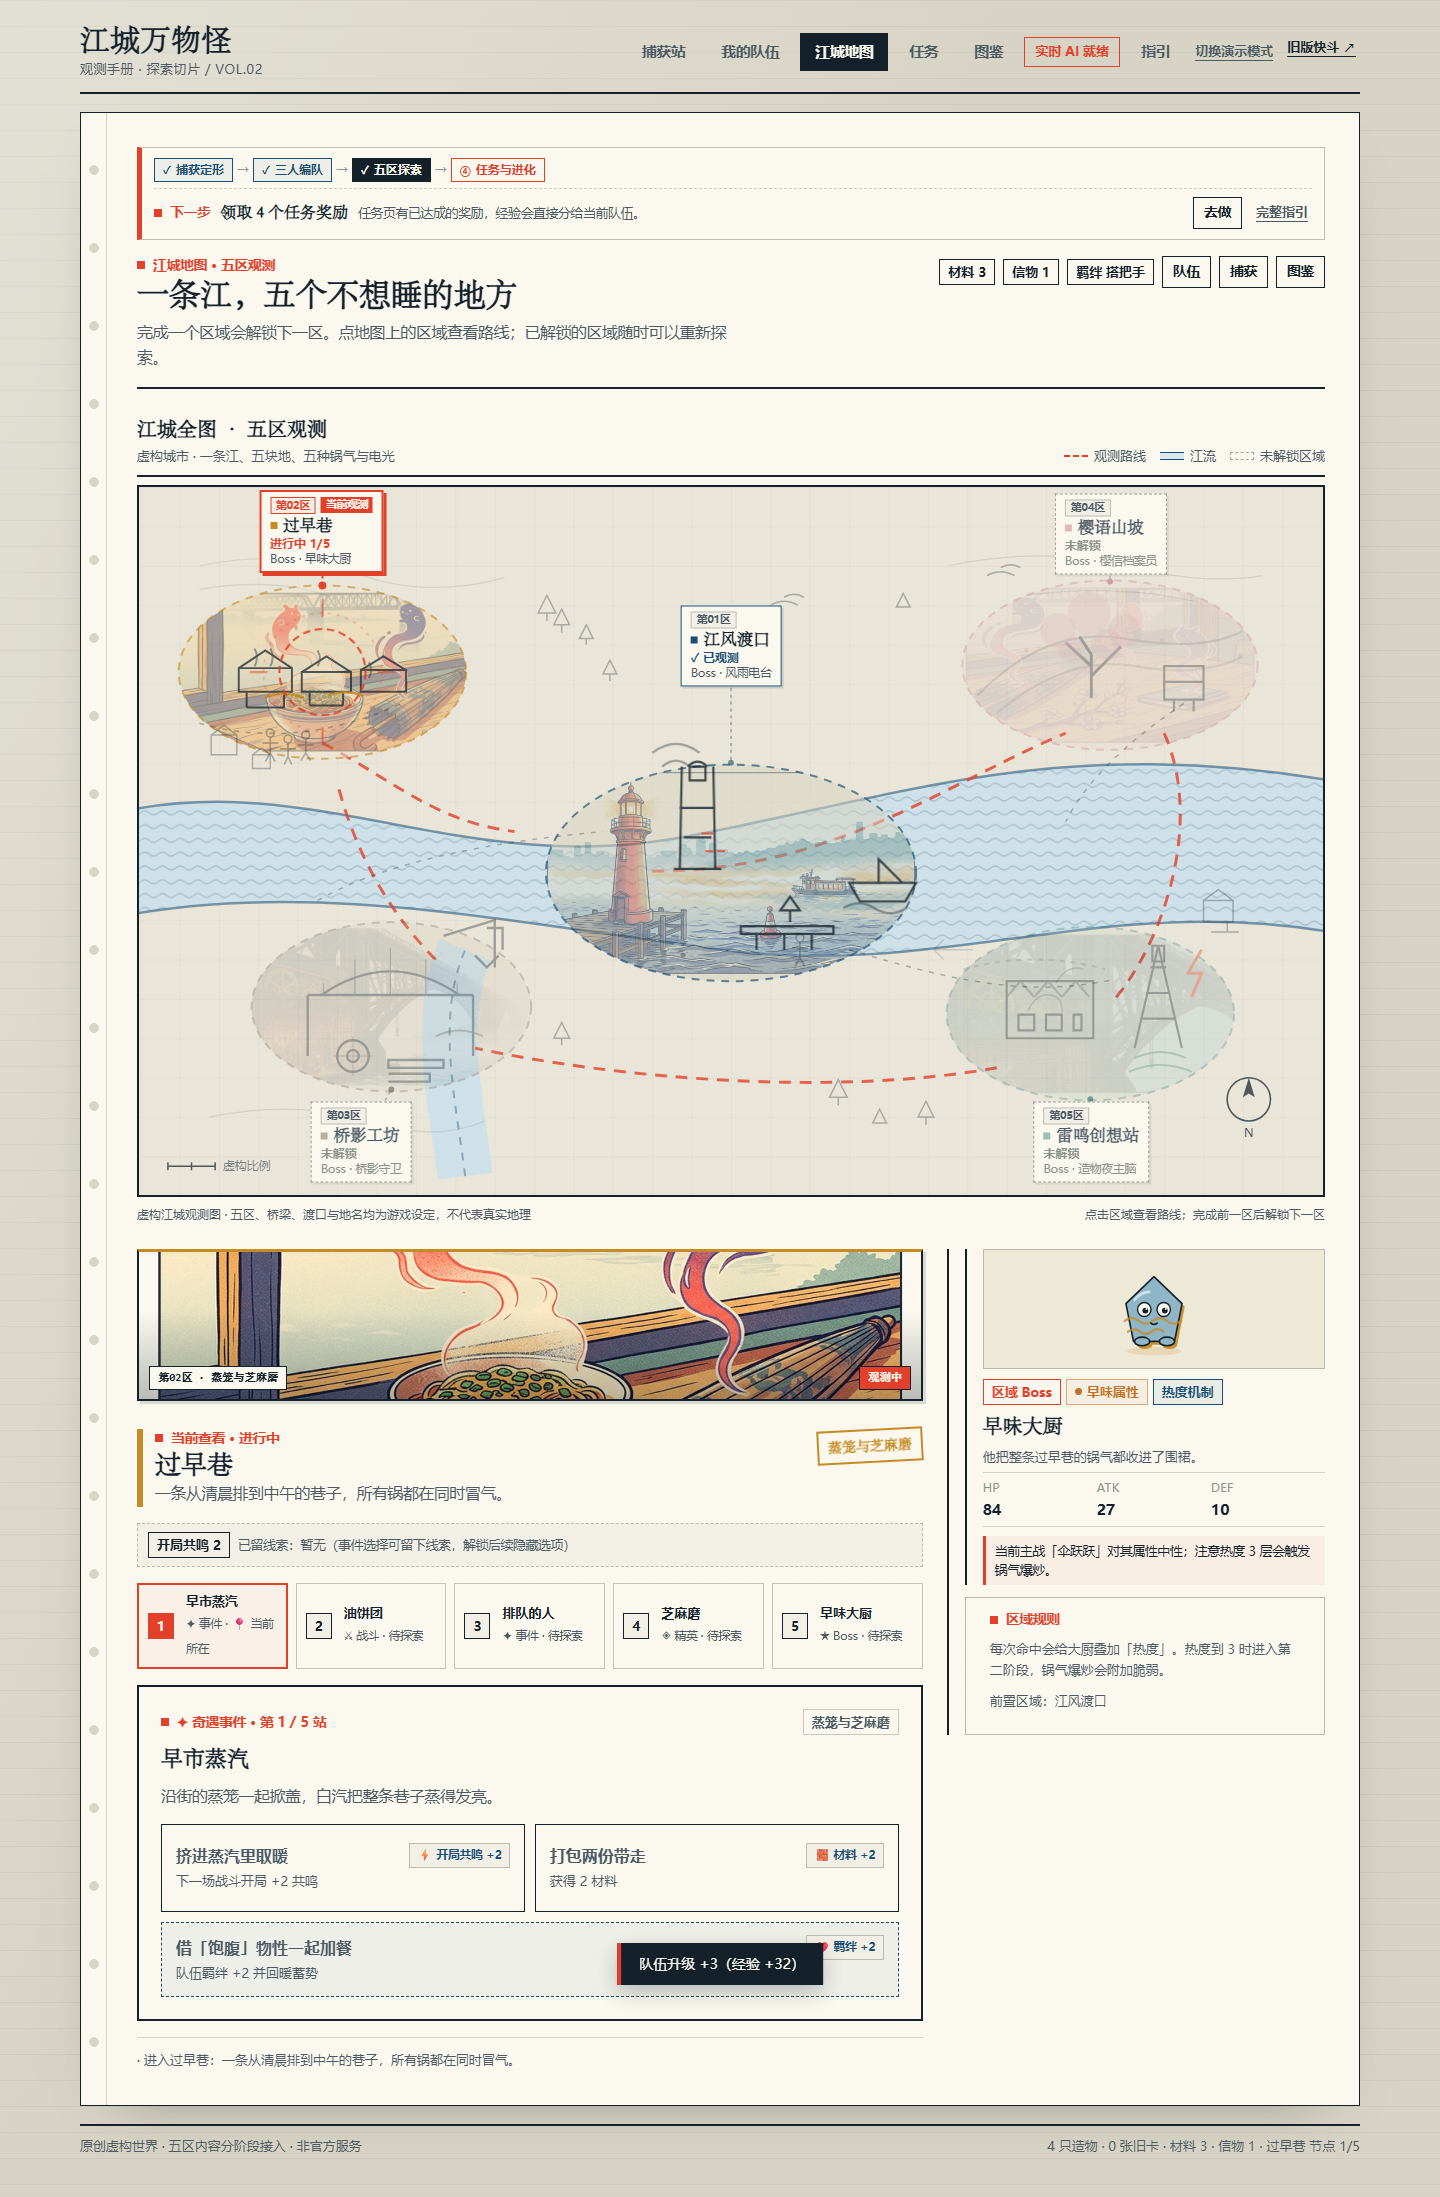 江城万物怪
观测手册 · 探索切片 / VOL.02
捕获站
我的队伍
江城地图
任务
图鉴
实时 AI 就绪
指引
切换演示模式
旧版快斗 ↗
✓ 捕获定形 → ✓ 三人编队 → ✓ 五区探索 → ④ 任务与进化
下一步 领取 4 个任务奖励 任务页有已达成的奖励，经验会直接分给当前队伍。
去做
完整指引
江城地图 • 五区观测
一条江，五个不想睡的地方
完成一个区域会解锁下一区。点地图上的区域查看路线；已解锁的区域随时可以重新探
索。
材料 3
信物 1
羁绊 搭把手
队伍
捕获
图鉴
江城全图 · 五区观测
虚构城市 · 一条江、五块地、五种锅气与电光
观测路线
江流
未解锁区域
第02区 当前观测
过早巷
进行中 1/5
Boss · 早味大厨
第04区
樱语山坡
未解锁
Boss · 樱信档案员
第01区
江风渡口
✓ 已观测
Boss · 风雨电台
第03区
桥影工坊
未解锁
Boss · 桥影守卫
第05区
雷鸣创想站
未解锁
Boss · 造物夜主脑
N
虚构比例
虚构江城观测图 · 五区、桥梁、渡口与地名均为游戏设定，不代表真实地理
点击区域查看路线；完成前一区后解锁下一区
第02区 · 蒸笼与芝麻酱
观测中
当前查看 • 进行中
过早巷
一条从清晨排到中午的巷子，所有锅都在同时冒气。
蒸笼与芝麻磨
开局共鸣 2 已留线索：暂无（事件选择可留下线索，解锁后续隐藏选项）
1 早市蒸汽
✦ 事件 · 📍 当前
所在
2 油饼团
⚔ 战斗 · 待探索
3 排队的人
✦ 事件 · 待探索
4 芝麻磨
◈ 精英 · 待探索
5 早味大厨
★ Boss · 待探索
✦ 奇遇事件 • 第 1 / 5 站
蒸笼与芝麻磨
早市蒸汽
沿街的蒸笼一起掀盖，白汽把整条巷子蒸得发亮。
挤进蒸汽里取暖
开局共鸣 +2
下一场战斗开局 +2 共鸣
打包两份带走
材料 +2
获得 2 材料
借「饱腹」物性一起加餐
羁绊 +2
队伍羁绊 +2 并回暖蓄势
队伍升级 +3（经验 +32）
· 进入过早巷：一条从清晨排到中午的巷子，所有锅都在同时冒气。
区域 Boss
早味属性
热度机制
早味大厨
他把整条过早巷的锅气都收进了围裙。
HP
84
ATK
27
DEF
10
当前主战「伞跃跃」对其属性中性；注意热度 3 层会触发
锅气爆炒。
区域规则
每次命中会给大厨叠加「热度」。热度到 3 时进入第
二阶段，锅气爆炒会附加脆弱。
前置区域：江风渡口
原创虚构世界 · 五区内容分阶段接入 · 非官方服务
4 只造物 · 0 张旧卡 · 材料 3 · 信物 1 · 过早巷 节点 1/5